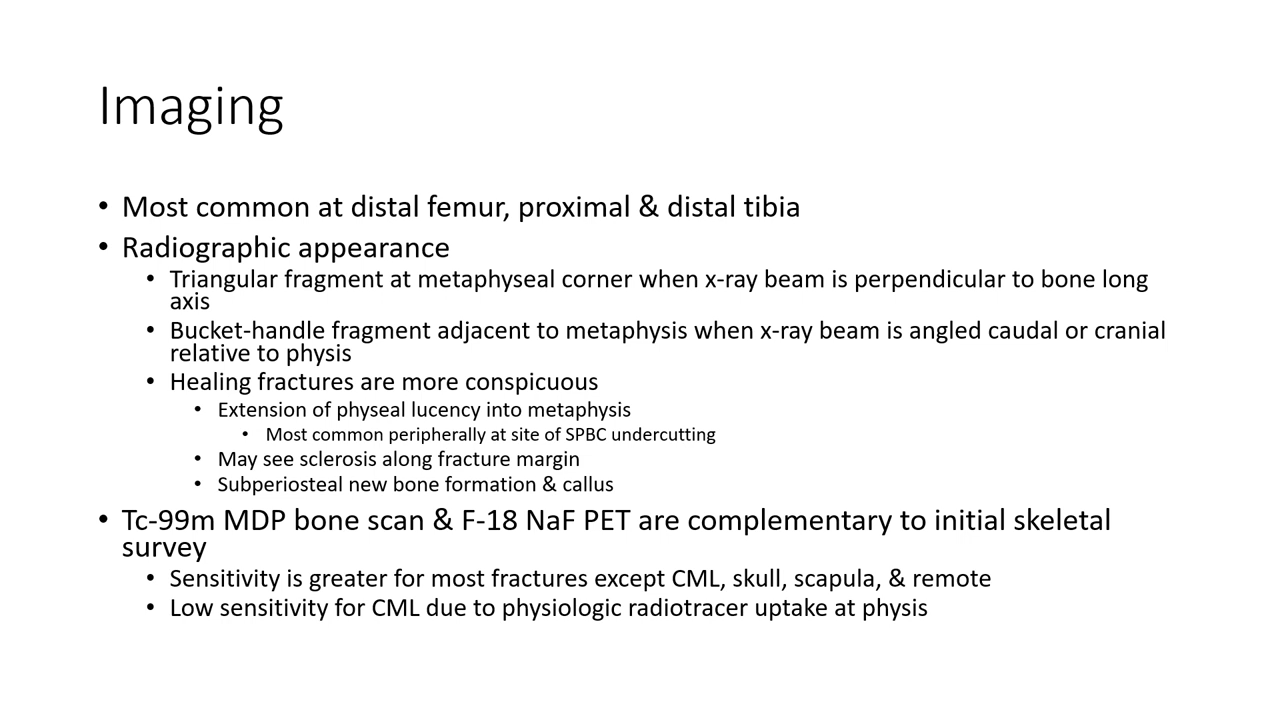 Imaging
• Most common at distal femur, proximal & distal tibia
• Radiographic appearance
• Triangular fragment at metaphyseal corner when x-ray beam is perpendicular to bone long
axis
• Bucket-handle fragment adjacent to metaphysis when x-ray beam is angled caudal or cranial
relative to physis
• Healing fractures are more conspicuous
• Extension of physeal lucency into metaphysis
• Most common peripherally at site of SPBC undercutting
• May see sclerosis along fracture margin
• Subperiosteal new bone formation & callus
• Tc-99m MDP bone scan & F-18 NaF PET are complementary to initial skeletal
survey
• Sensitivity is greater for most fractures except CML, skull, scapula, & remote
• Low sensitivity for CML due to physiologic radiotracer uptake at physis